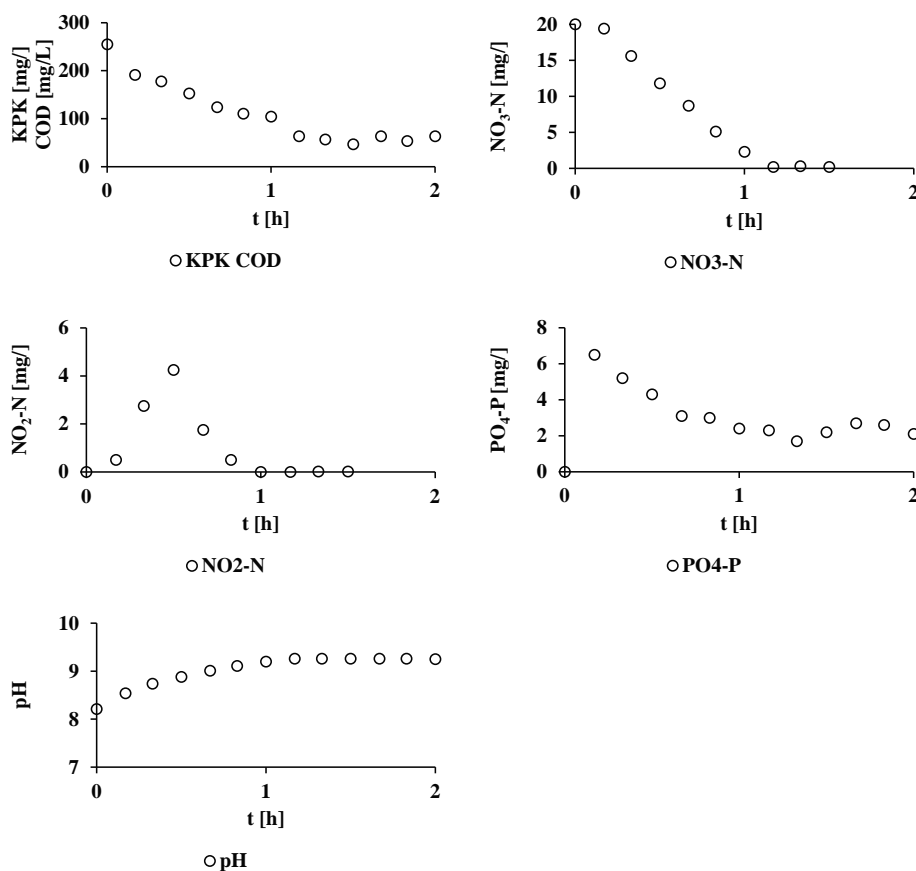 KPK [mg/]
COD [mg/L]
300
200
100
0
0
1
2
t [h]
KPK COD
NO₃-N [mg/]
20
15
10
5
0
0
1
2
t [h]
NO3-N
NO₂-N [mg/]
6
4
2
0
0
1
2
t [h]
NO2-N
PO₄-P [mg/]
8
6
4
2
0
0
1
2
t [h]
PO4-P
pH
10
9
8
7
0
1
2
t [h]
pH